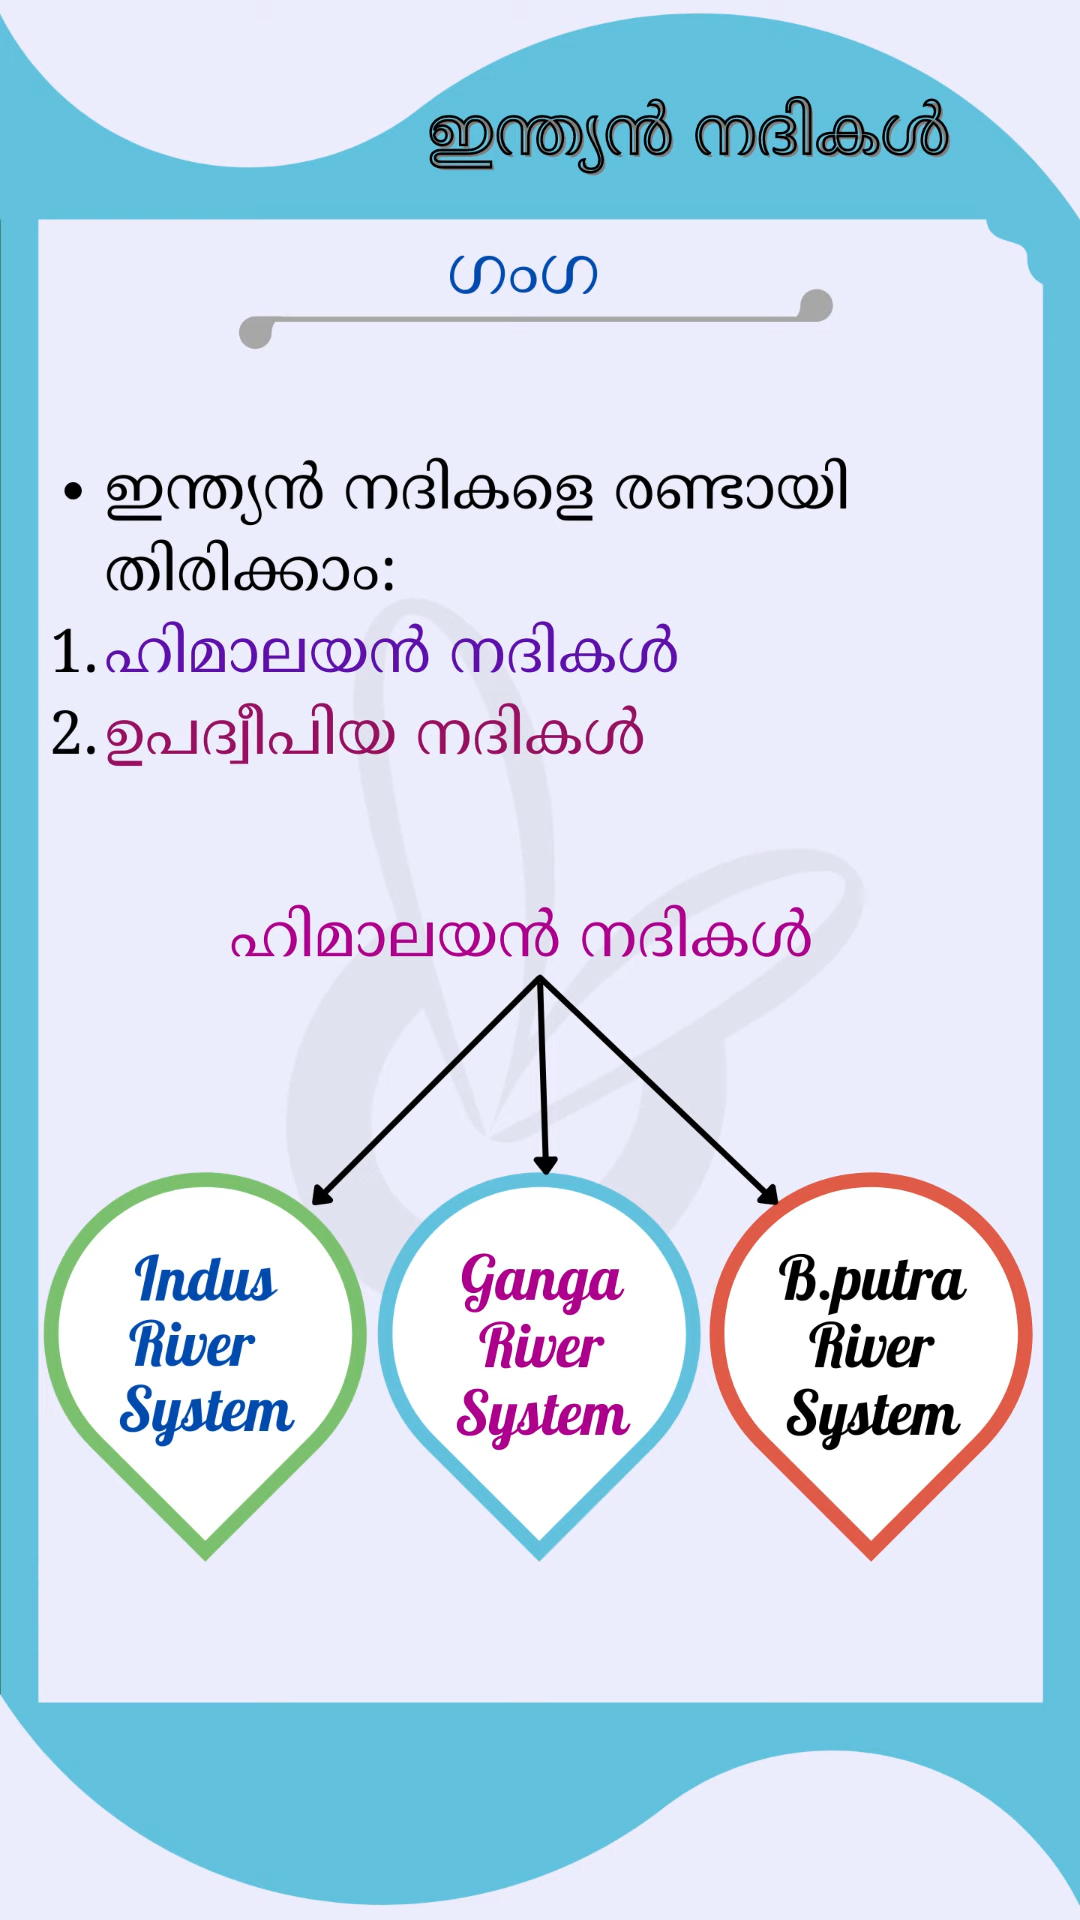 ഇന്ത്യൻ നദികൾ
ഗംഗ
• ഇന്ത്യൻ നദികളെ രണ്ടായി
തിരിക്കാം:
1. ഹിമാലയൻ നദികൾ
2. ഉപദ്വീപിയ നദികൾ
ഹിമാലയൻ നദികൾ
Indus
River
System
Ganga
River
System
B.putra
River
System